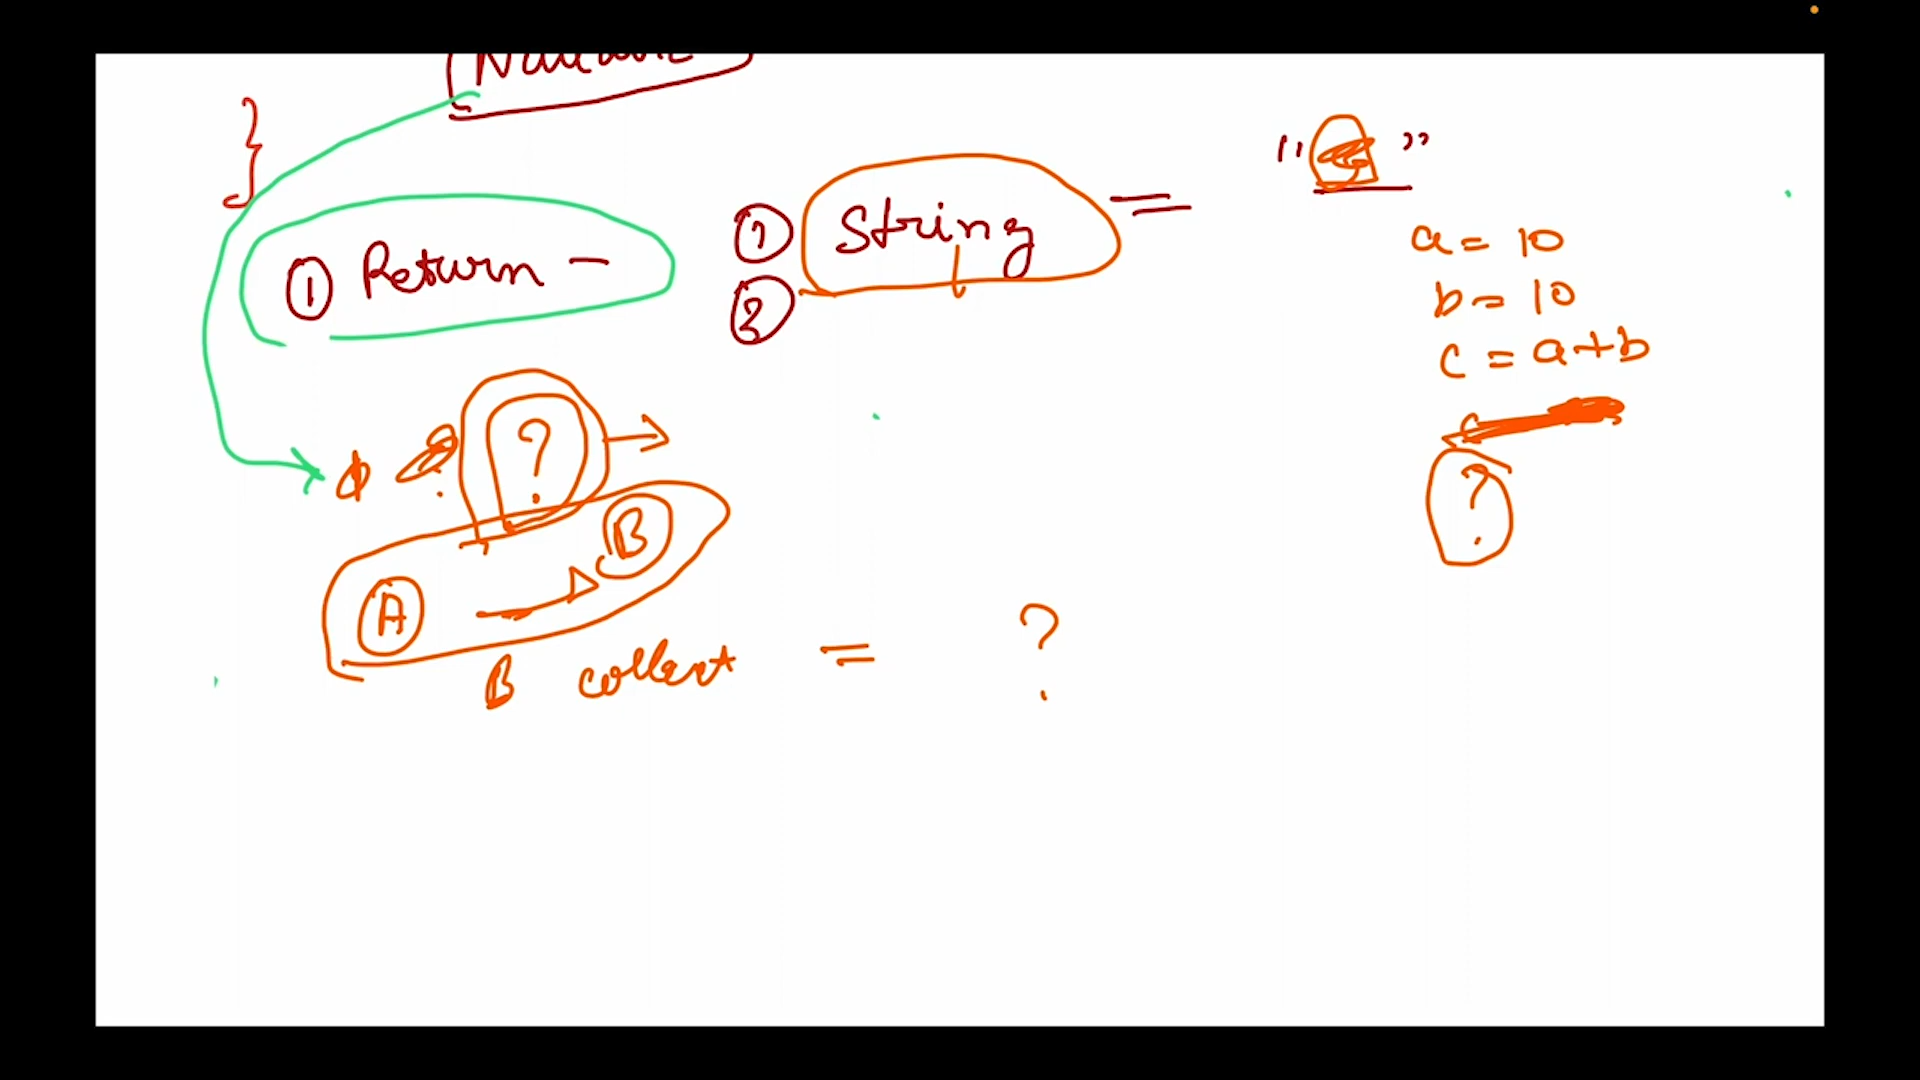 }
" "
① Return - ① String =
②
a = 10
b = 10
c = a+b
? →
?
A → B
B collect = ?